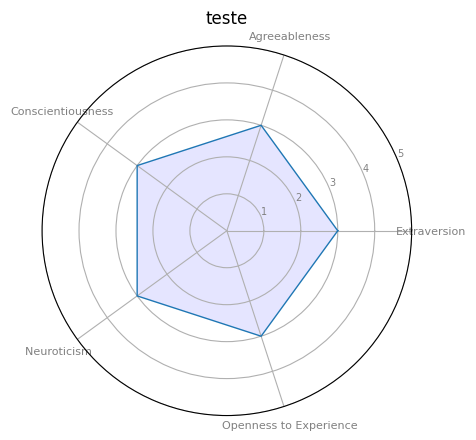 teste
Agreeableness
Conscientiousness
5
4
3
2
1
Extraversion
Neuroticism
Openness to Experience